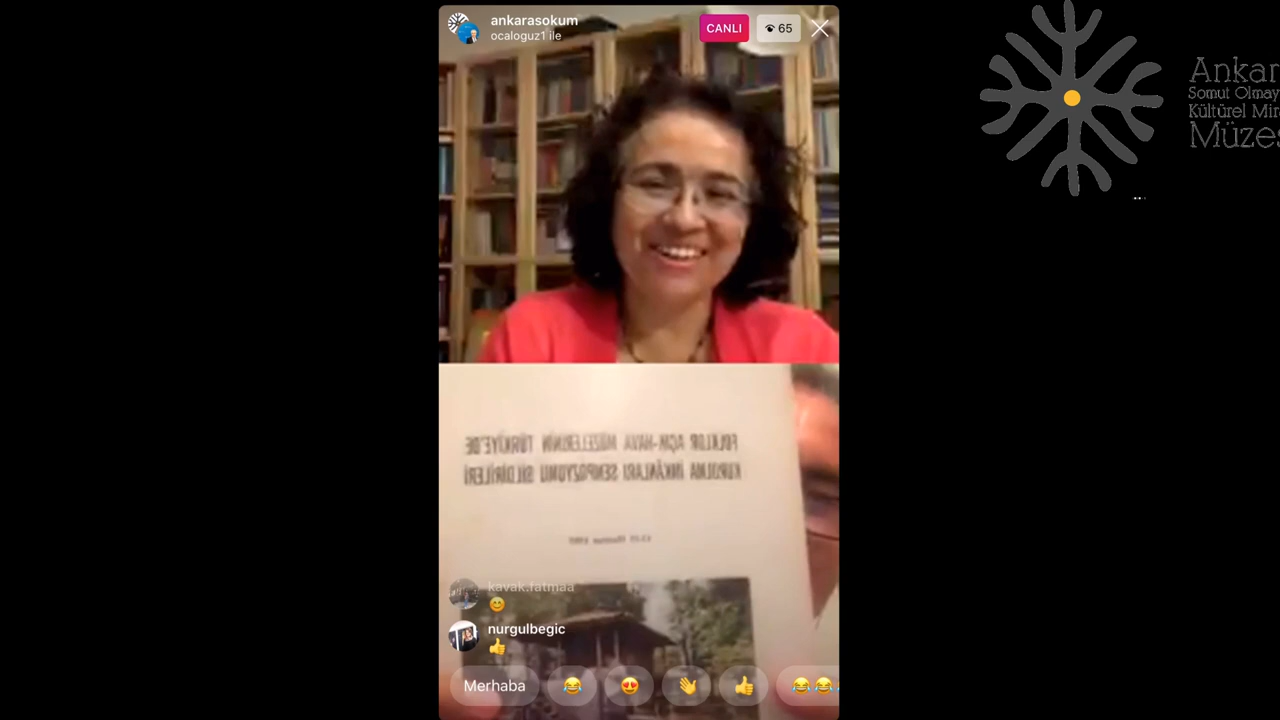 ankarasokum
ocaloguz1 ile
CANLI
65
Ankar
Somut Olmay
Kültürel Mir
Müzes
FOLKLOR AÇIK-HAVA MÜZELERİNİN TÜRKİYE'DE
KURULMA İMKÂNLARI SEMPOZYUMU BİLDİRİLERİ
kavak.fatmaa
😊
nurgulbegic
👍
Merhaba 😂 😍 👋 👍 😂 😂